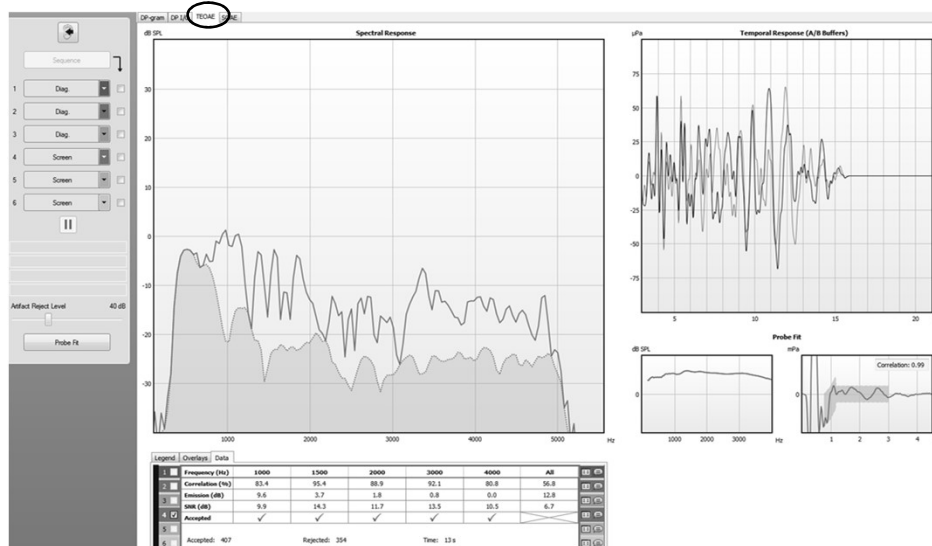 DP-gram DP I/O TEOAE SOAE
dB SPL Spectral Response
30
20
10
0
-10
-20
-30
1000 2000 3000 4000 5000 Hz
µPa Temporal Response (A/B Buffers)
75
50
25
0
-25
-50
-75
5 10 15 20
Sequence
1 Diag.
2 Diag.
3 Diag.
4 Screen
5 Screen
6 Screen
Artifact Reject Level 40 dB
Probe Fit
Probe Fit
dB SPL
0
1000 2000 3000 Hz
mPa
Correlation: 0.99
0
1 2 3 4
Legend Overlays Data
1 Frequency (Hz) 1000 1500 2000 3000 4000 All
2 Correlation (%) 83.4 95.4 88.9 92.1 80.8 56.8
3 Emission (dB) 9.6 3.7 1.8 0.8 0.0 12.8
4 SNR (dB) 9.9 14.3 11.7 13.5 10.5 6.7
Accepted
5
6 Accepted: 407 Rejected: 354 Time: 13 s